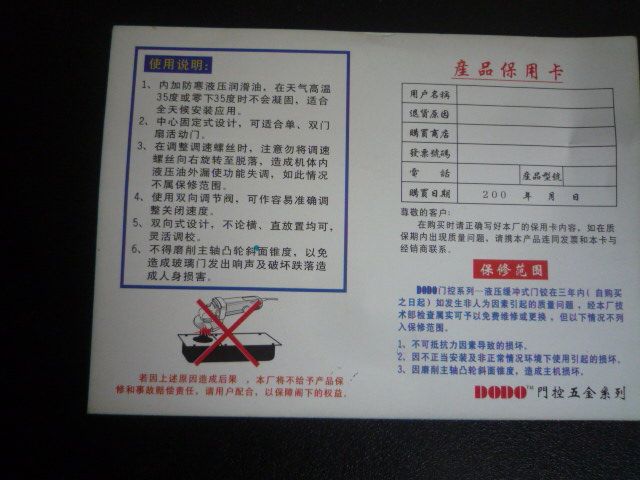 使用说明:
1、内加防寒液压润滑油，在天气高温
35度或零下35度时不会凝固，适合
全天候安装应用。
2、中心固定式设计，可适合单、双门
扇活动门。
3、在调整调速螺丝时，注意勿将调速
螺丝向右旋转至脱落，造成机体内
液压油外漏使功能失调，如此情况
不属保修范围。
4、使用双向调节阀，可作容易准确调
整关闭速度。
5、双向式设计，不论横、直放置均可，
灵活调校。
6、不得磨削主轴凸轮斜面锥度，以免
造成玻璃门发出响声及破坏跌落造
成人身损害。
若因上述原因造成后果，本厂将不给予产品保
修和事故赔偿责任，请用户配合，以保障阁下的权益.
産品保用卡
用户名稱
退貨原因
購買商店
發票號碼
電 話 産品型號
購買日期 200 年 月 日
尊敬的客户:
在购买时请正确写好本厂的保用卡内容，如在质
保期内出现质量问题，请携本产品连同发票和本卡与
经销商联系.
保修范围
DODO门控系列--液压缓冲式门铰在三年内(自购买
之日起)如发生非人为因素引起的质量问题，经本厂技
术部检查属实可予以免费维修或更换，但以下情况不列
入保修范围.
1、不可抵抗力因素导致的损坏.
2、因不正当安装及非正常情况环境下使用引起的损坏.
3、因磨削主轴凸轮斜面锥度，造成主机损坏.
DODO™ 門控五金系列